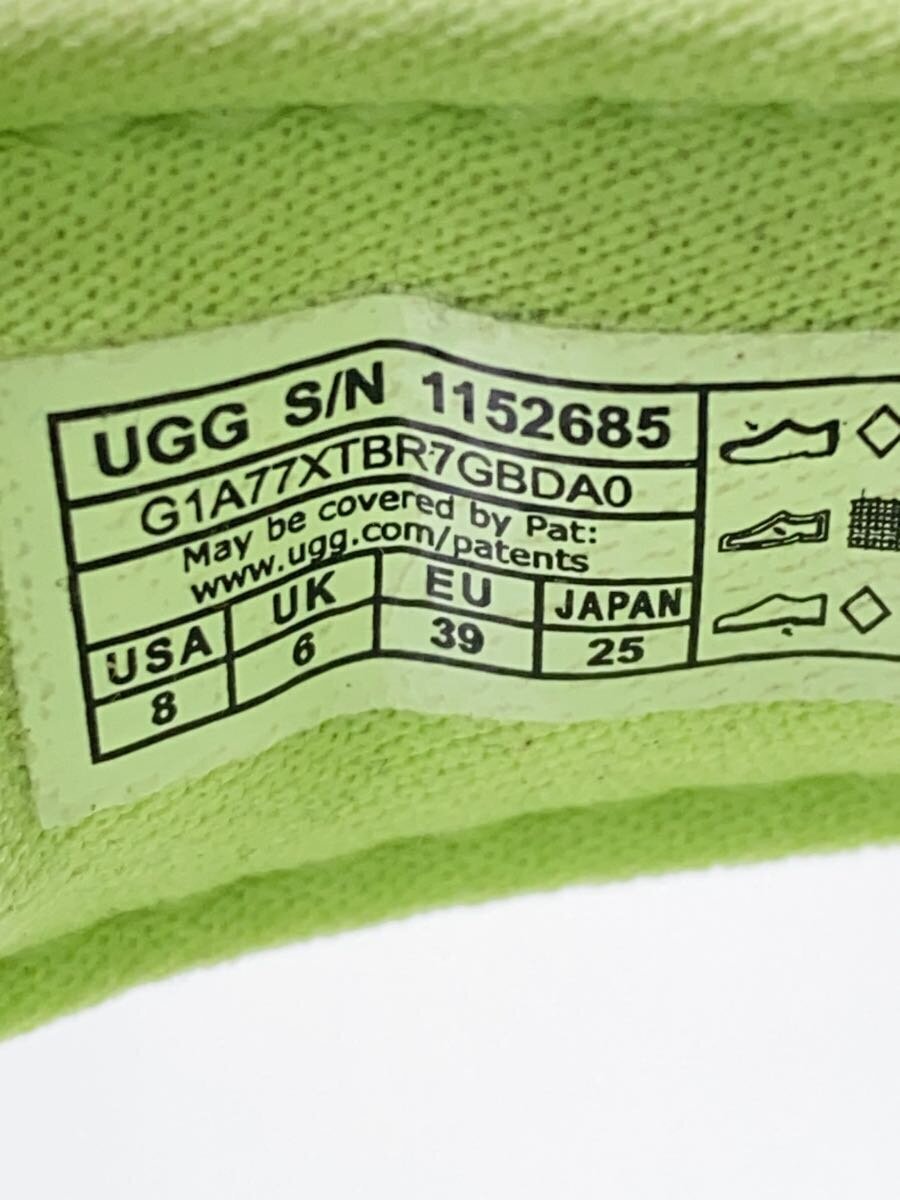 UGG S/N 1152685
G1A77XTBR7GBDA0
May be covered by Pat:
www.ugg.com/patents
USA UK EU JAPAN
8 6 39 25